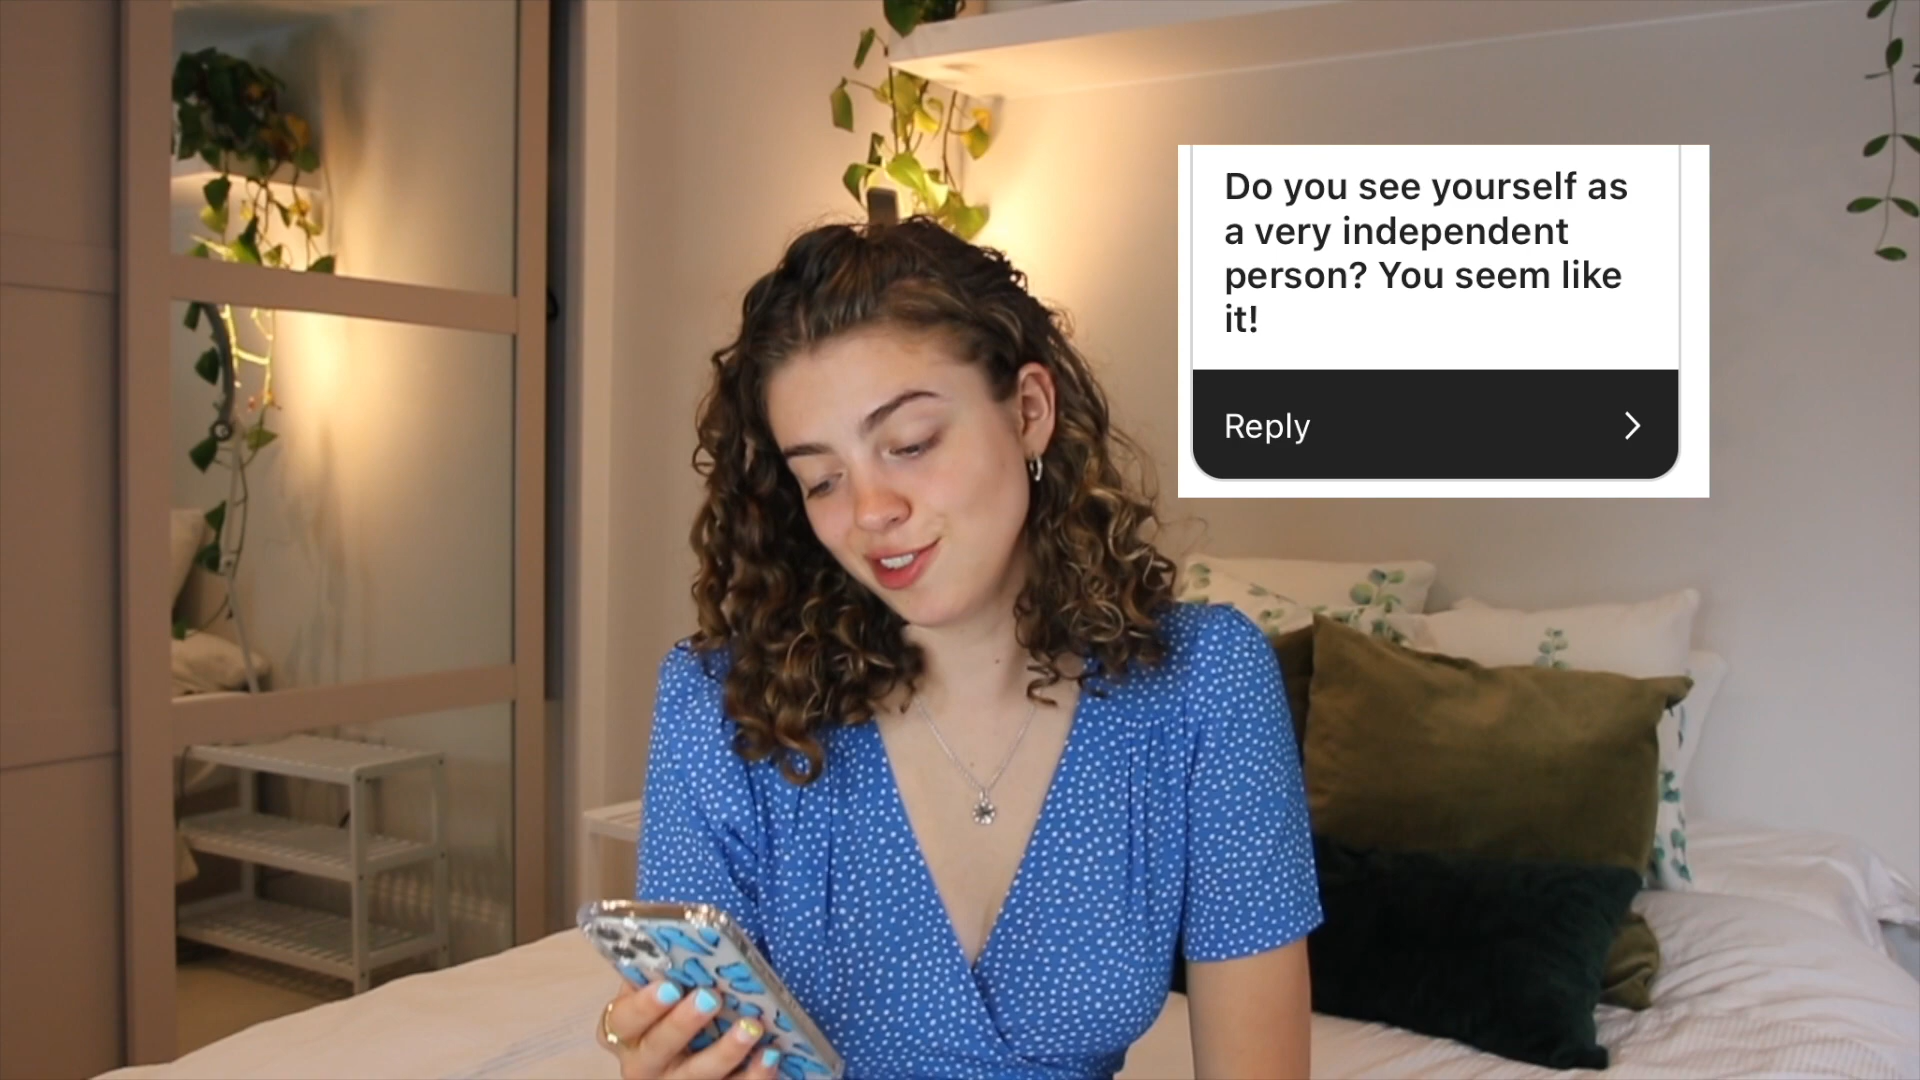 Do you see yourself as
a very independent
person? You seem like
it!
Reply